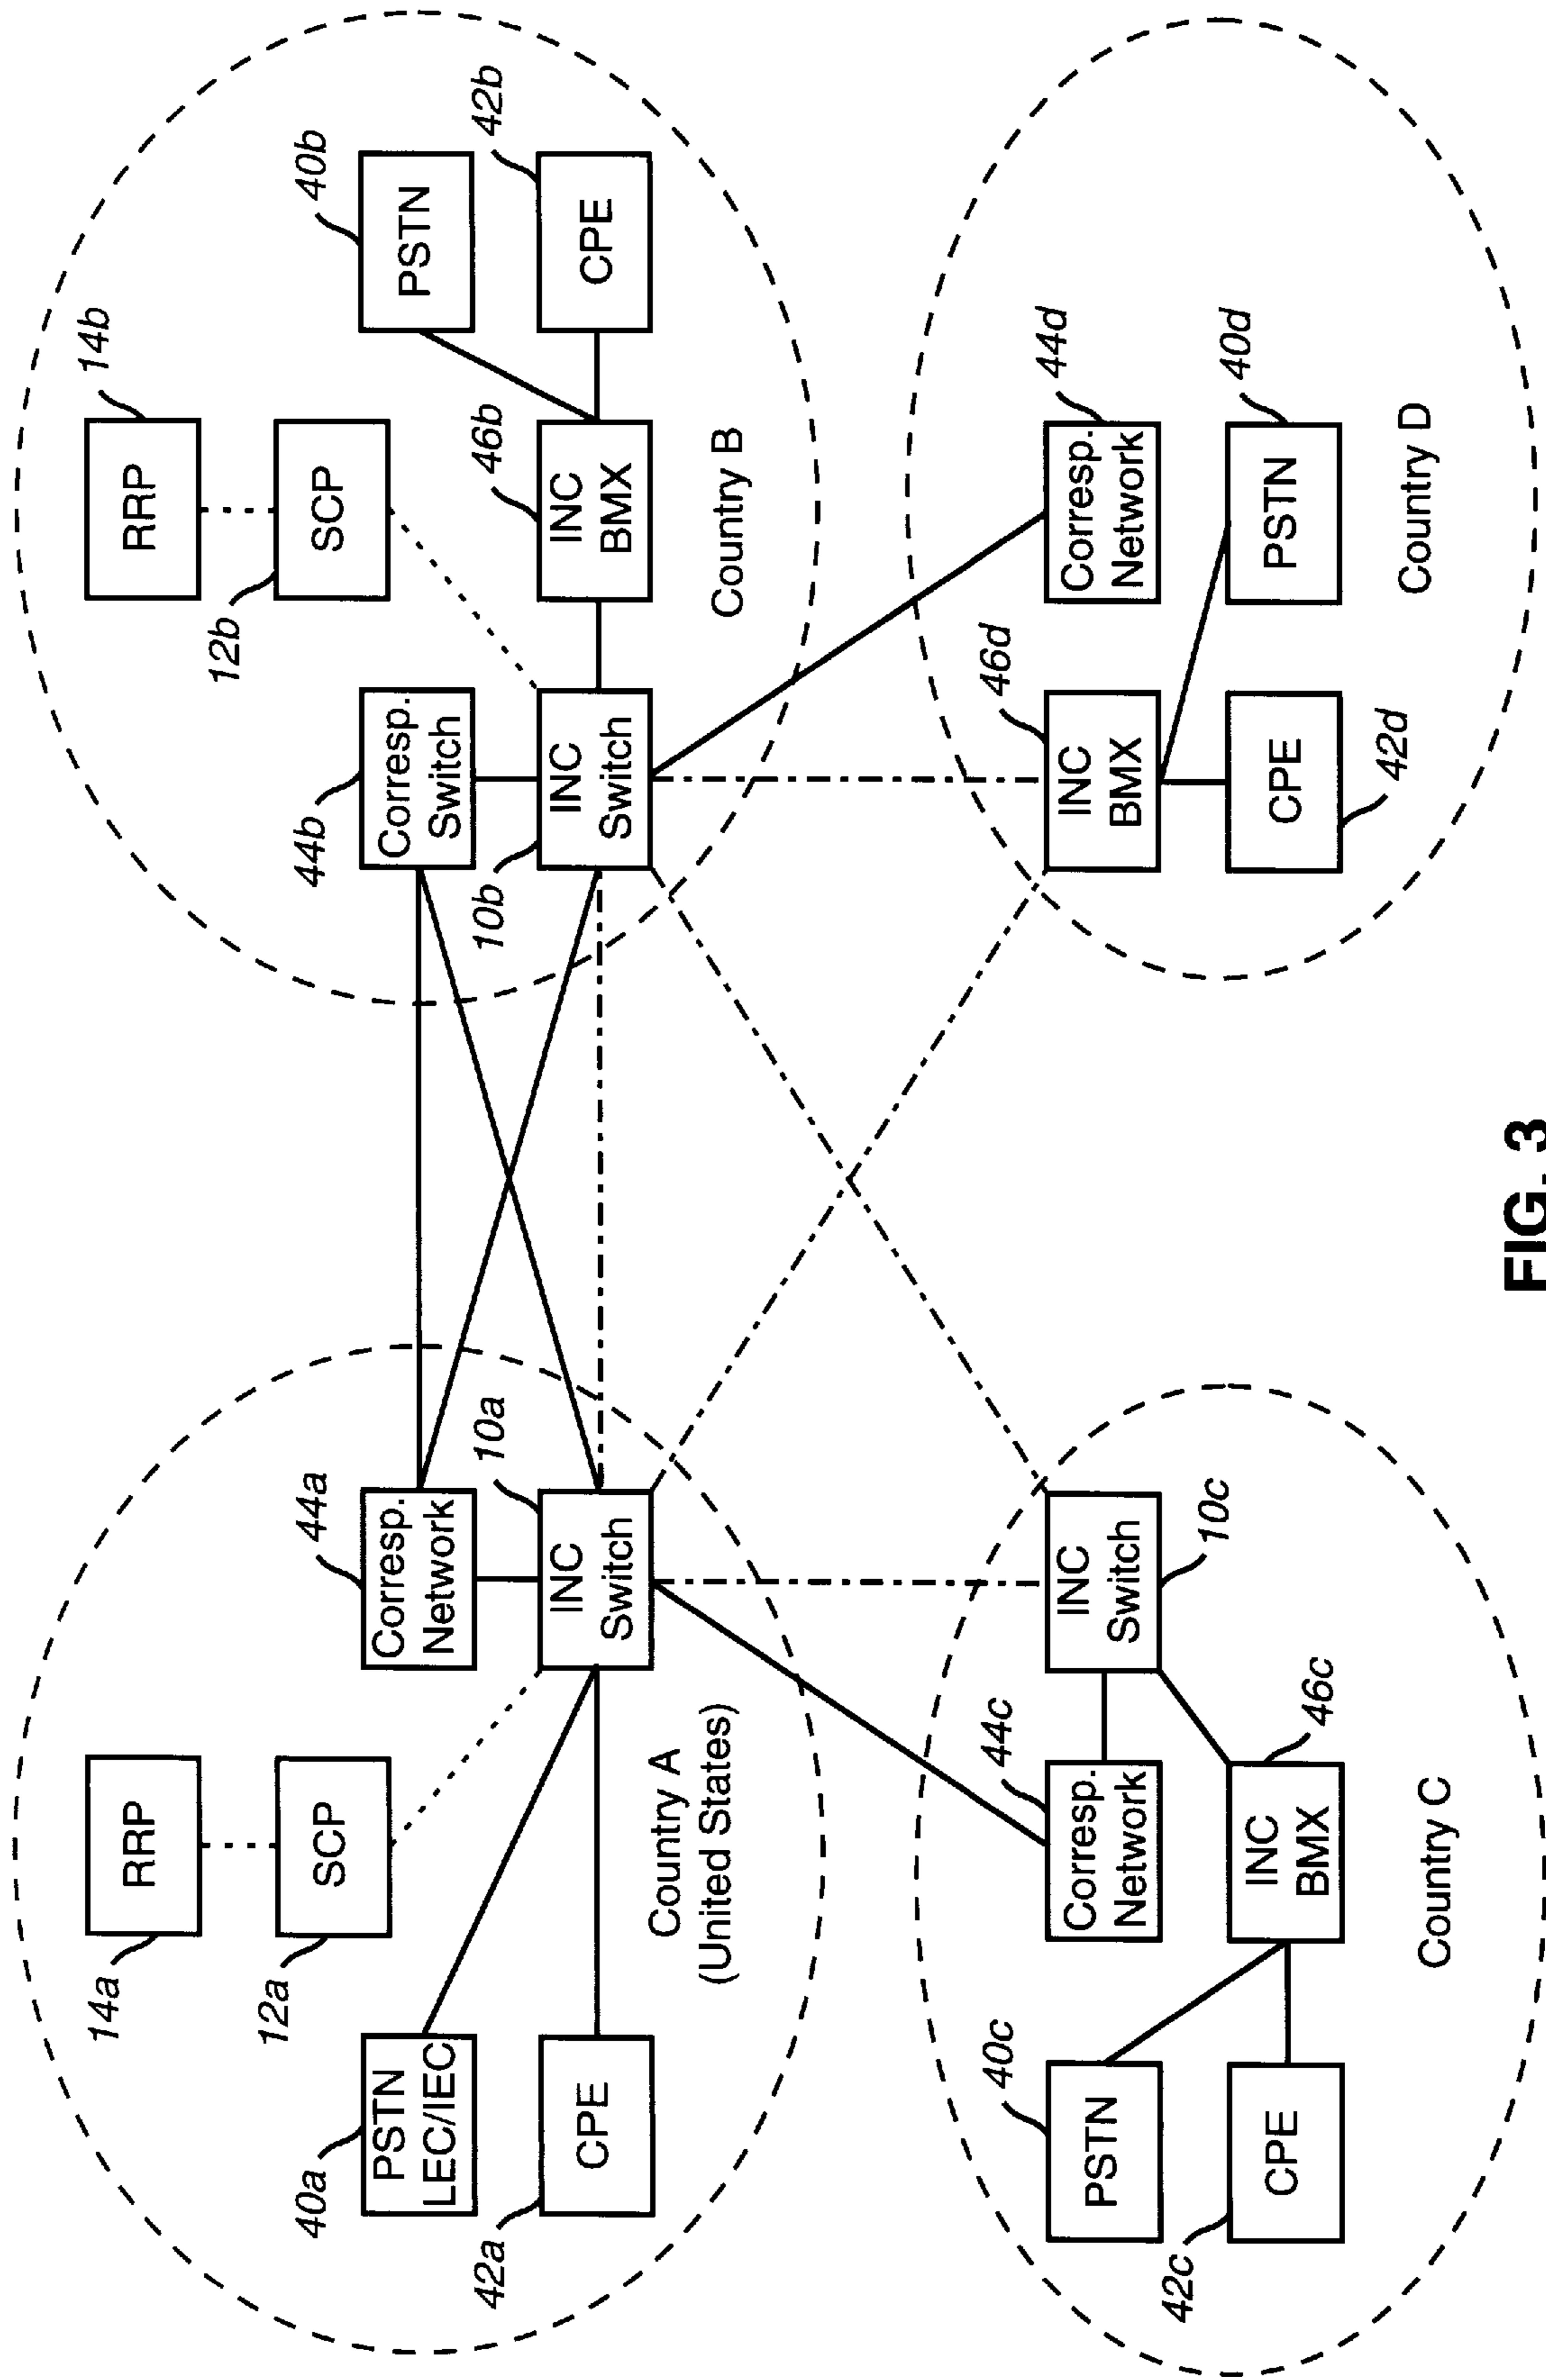 14a
RRP
12a
SCP
40a
PSTN
LEC/IEC
42a
CPE
44a
Corresp.
Network
10a
INC
Switch
Country A
(United States)
RRP
14b
12b
SCP
44b
Corresp.
Switch
10b
INC
Switch
46b
INC
BMX
40b
PSTN
42b
CPE
Country B
40c
PSTN
42c
CPE
44c
Corresp.
Network
INC
BMX
46c
INC
Switch
10c
Country C
46d
INC
BMX
44d
Corresp.
Network
CPE
42d
PSTN
40d
Country D
FIG. 3